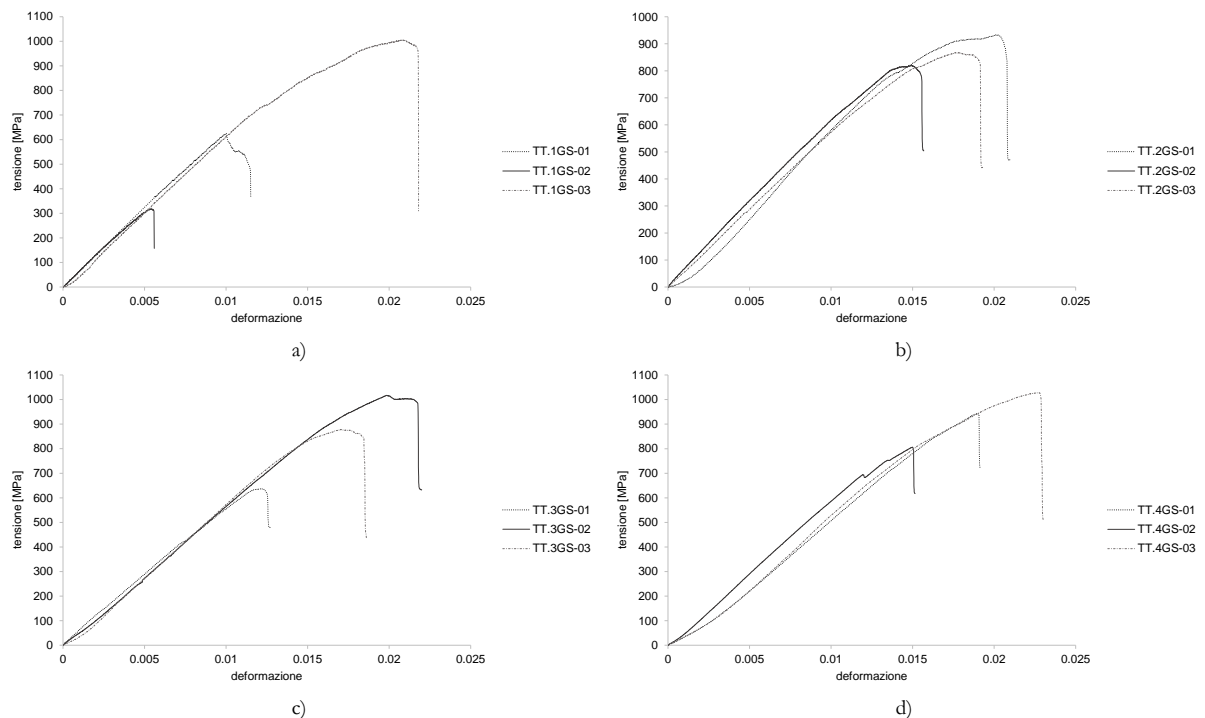 1100
1000
900
800
700
600
500
400
300
200
100
0
tensione [MPa]
0 0.005 0.01 0.015 0.02 0.025
deformazione
TT.1GS-01
TT.1GS-02
TT.1GS-03
a)
1000
900
800
700
600
500
400
300
200
100
0
tensione [MPa]
0 0.005 0.01 0.015 0.02 0.025
deformazione
TT.2GS-01
TT.2GS-02
TT.2GS-03
b)
1100
1000
900
800
700
600
500
400
300
200
100
0
tensione [MPa]
0 0.005 0.01 0.015 0.02 0.025
deformazione
TT.3GS-01
TT.3GS-02
TT.3GS-03
c)
1100
1000
900
800
700
600
500
400
300
200
100
0
tensione [MPa]
0 0.005 0.01 0.015 0.02 0.025
deformazione
TT.4GS-01
TT.4GS-02
TT.4GS-03
d)